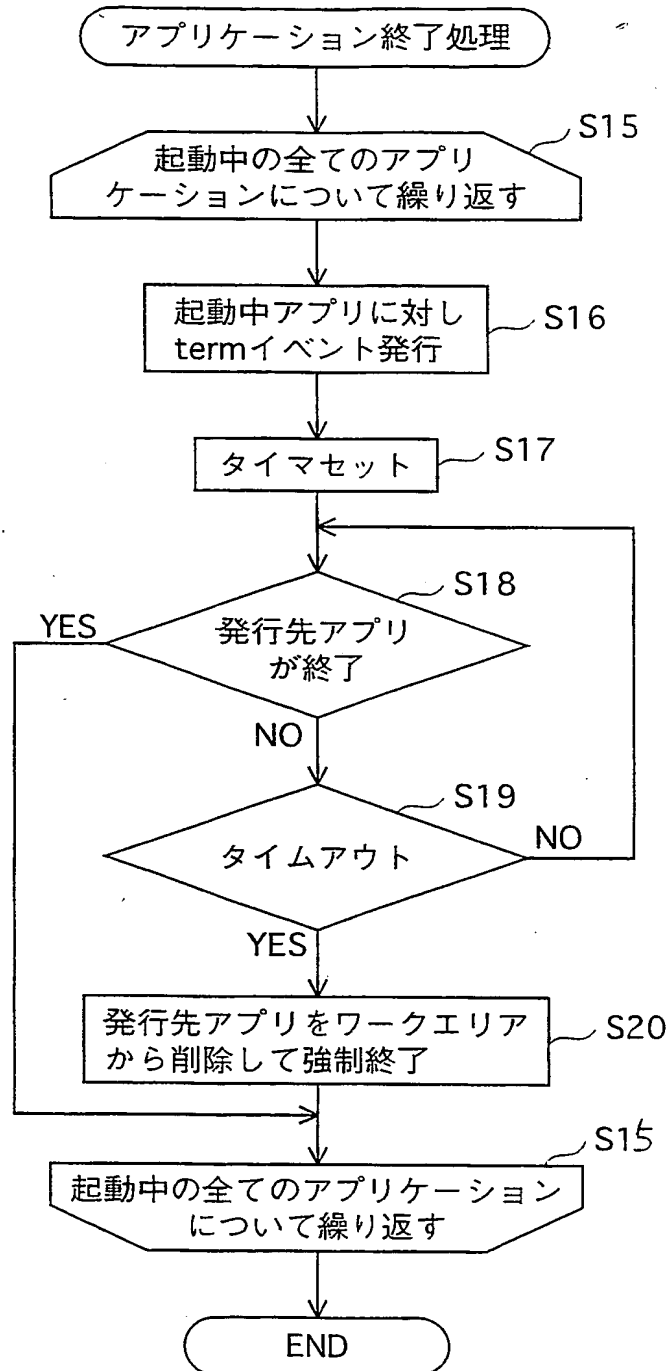 アプリケーション終了処理
S15
起動中の全てのアプリ
ケーションについて繰り返す
起動中アプリに対し
termイベント発行
S16
タイマセット
S17
S18
YES
発行先アプリ
が終了
NO
S19
タイムアウト
NO
YES
発行先アプリをワークエリア
から削除して強制終了
S20
S15
起動中の全てのアプリケーション
について繰り返す
END